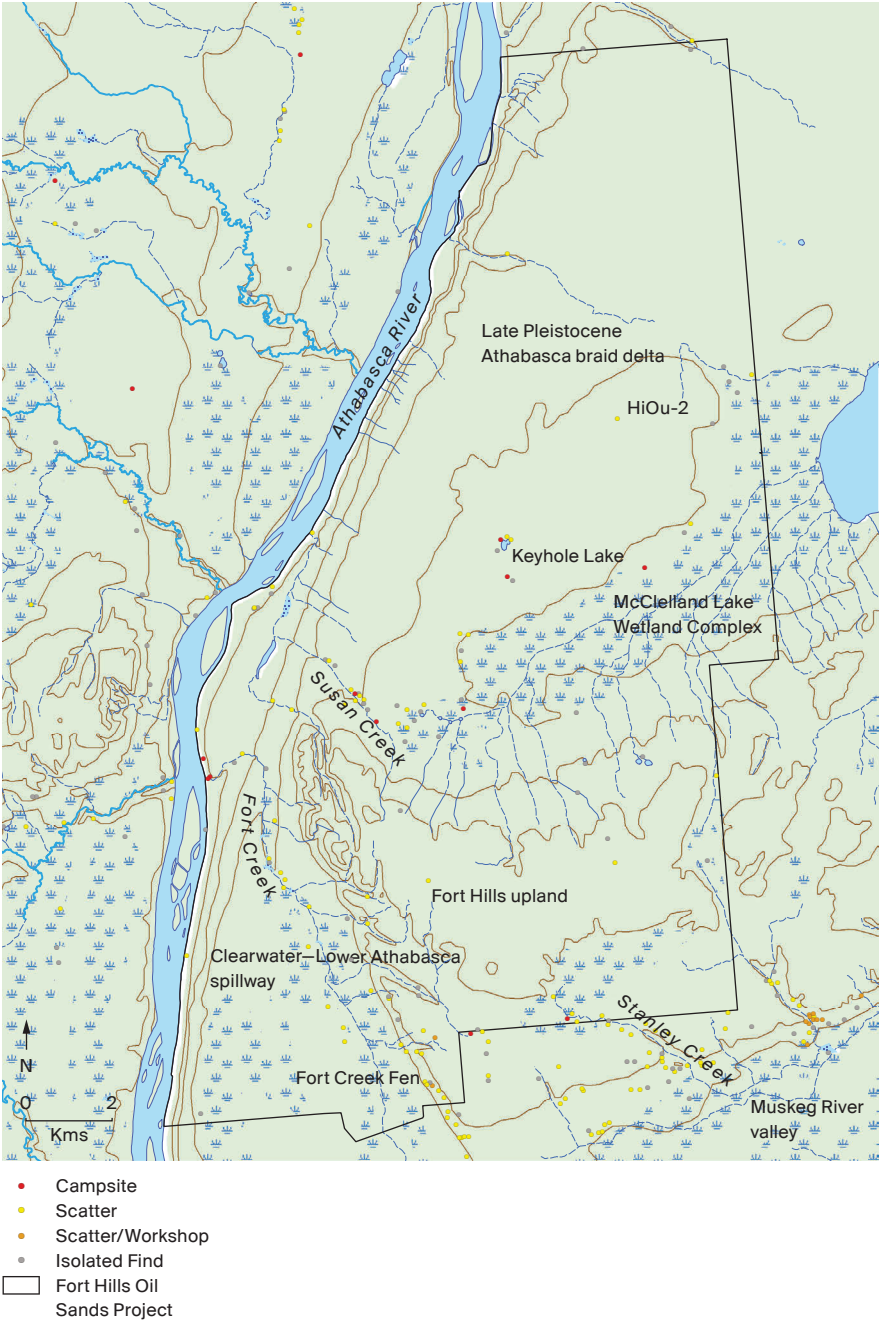 Athabasca River
Late Pleistocene
Athabasca braid delta
HiOu-2
Keyhole Lake
McClelland Lake
Wetland Complex
Susan Creek
Fort Creek
Fort Hills upland
Clearwater–Lower Athabasca
spillway
Stanley Creek
N
Fort Creek Fen
0 2
Kms
Muskeg River
valley
Campsite
Scatter
Scatter/Workshop
Isolated Find
Fort Hills Oil
Sands Project